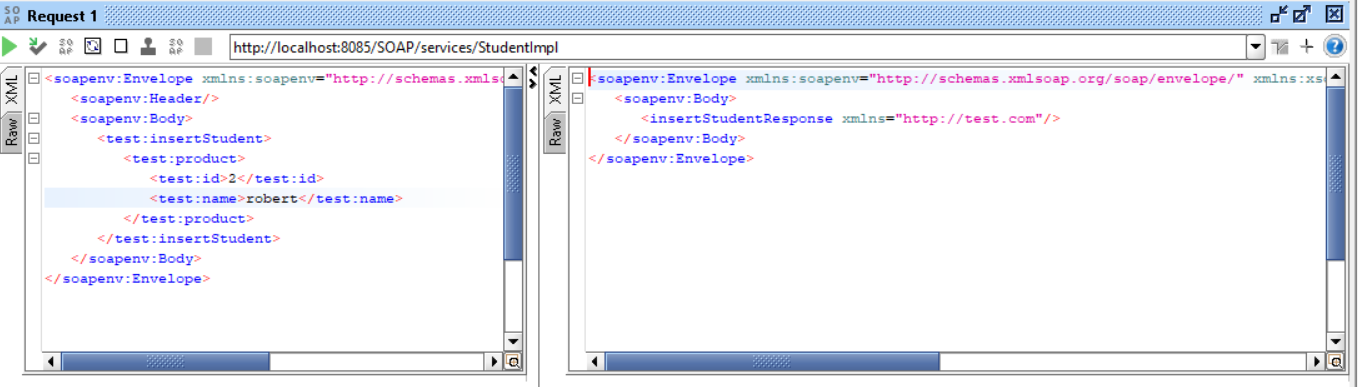 SOAP Request 1
http://localhost:8085/SOAP/services/StudentImpl
XML
Raw
<soapenv:Envelope xmlns:soapenv="http://schemas.xmlso
<soapenv:Header/>
<soapenv:Body>
<test:insertStudent>
<test:product>
<test:id>2</test:id>
<test:name>robert</test:name>
</test:product>
</test:insertStudent>
</soapenv:Body>
</soapenv:Envelope>
XML
Raw
<soapenv:Envelope xmlns:soapenv="http://schemas.xmlsoap.org/soap/envelope/" xmlns:xs
<soapenv:Body>
<insertStudentResponse xmlns="http://test.com"/>
</soapenv:Body>
</soapenv:Envelope>